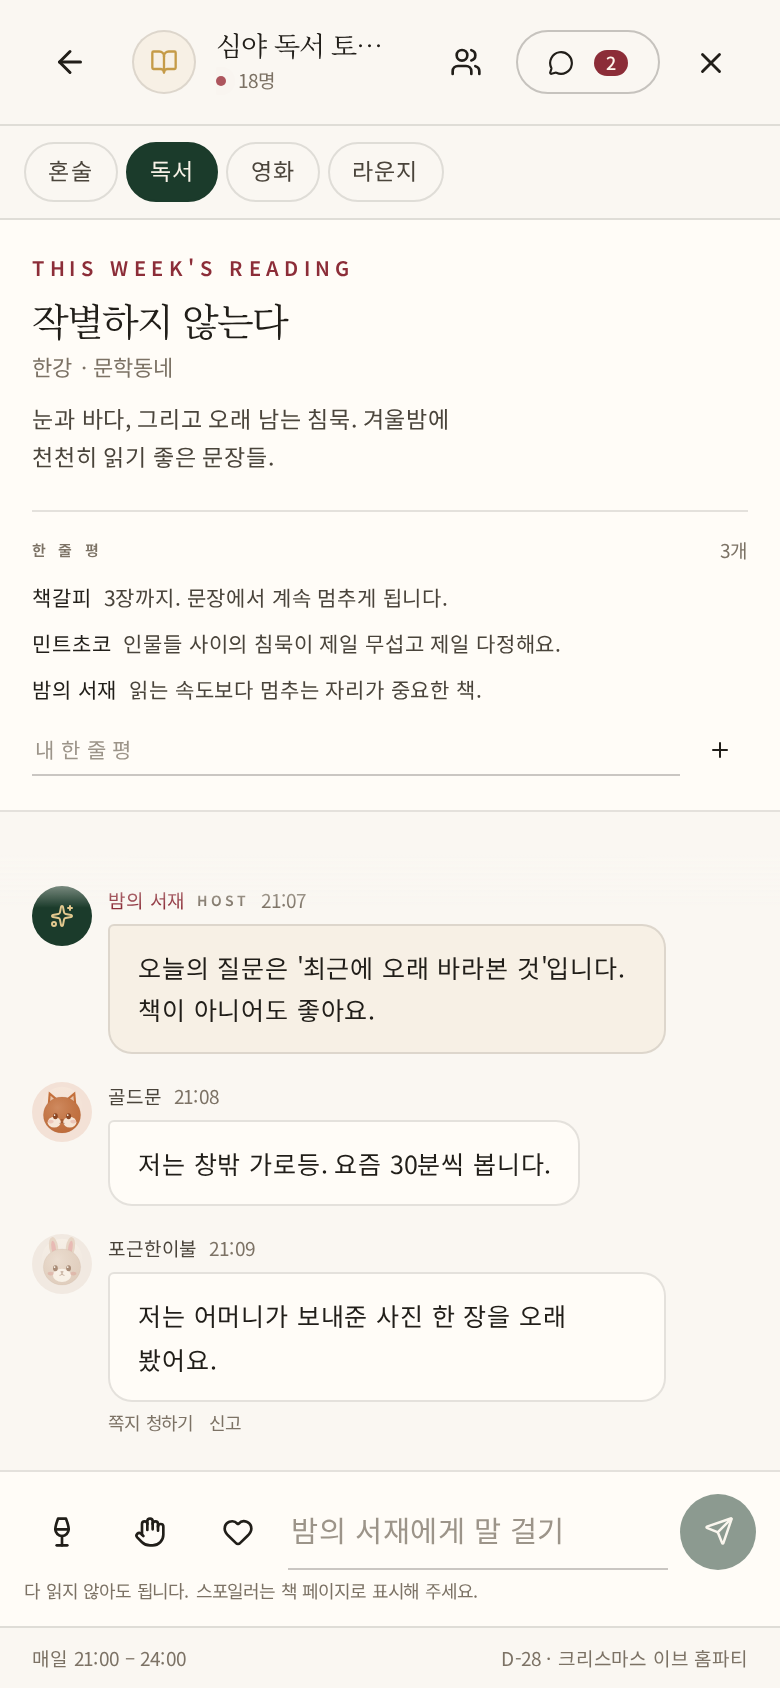 심야 독서 토…
18명
2
혼술
독서
영화
라운지
THIS WEEK'S READING
작별하지 않는다
한강 · 문학동네
눈과 바다, 그리고 오래 남는 침묵. 겨울밤에
천천히 읽기 좋은 문장들.
한 줄 평
3개
책갈피 3장까지. 문장에서 계속 멈추게 됩니다.
민트초코 인물들 사이의 침묵이 제일 무섭고 제일 다정해요.
밤의 서재 읽는 속도보다 멈추는 자리가 중요한 책.
내 한 줄 평
밤의 서재 HOST 21:07
오늘의 질문은 '최근에 오래 바라본 것'입니다.
책이 아니어도 좋아요.
골드문 21:08
저는 창밖 가로등. 요즘 30분씩 봅니다.
포근한이불 21:09
저는 어머니가 보내준 사진 한 장을 오래
봤어요.
쪽지 청하기 신고
밤의 서재에게 말 걸기
다 읽지 않아도 됩니다. 스포일러는 책 페이지로 표시해 주세요.
매일 21:00 – 24:00
D-28 · 크리스마스 이브 홈파티